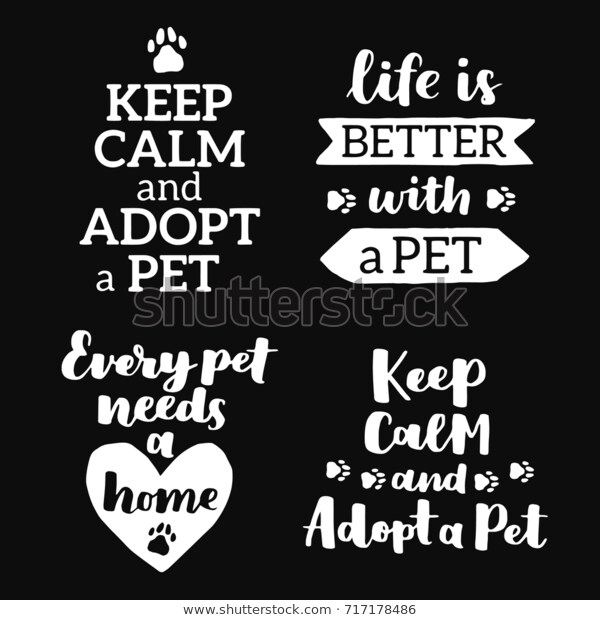 KEEP
CALM
and
ADOPT
a PET
life is
BETTER
with
a PET
shutterstock
Every pet
needs
a
home
Keep
CalM
and
Adopt a Pet
www.shutterstock.com · 717178486